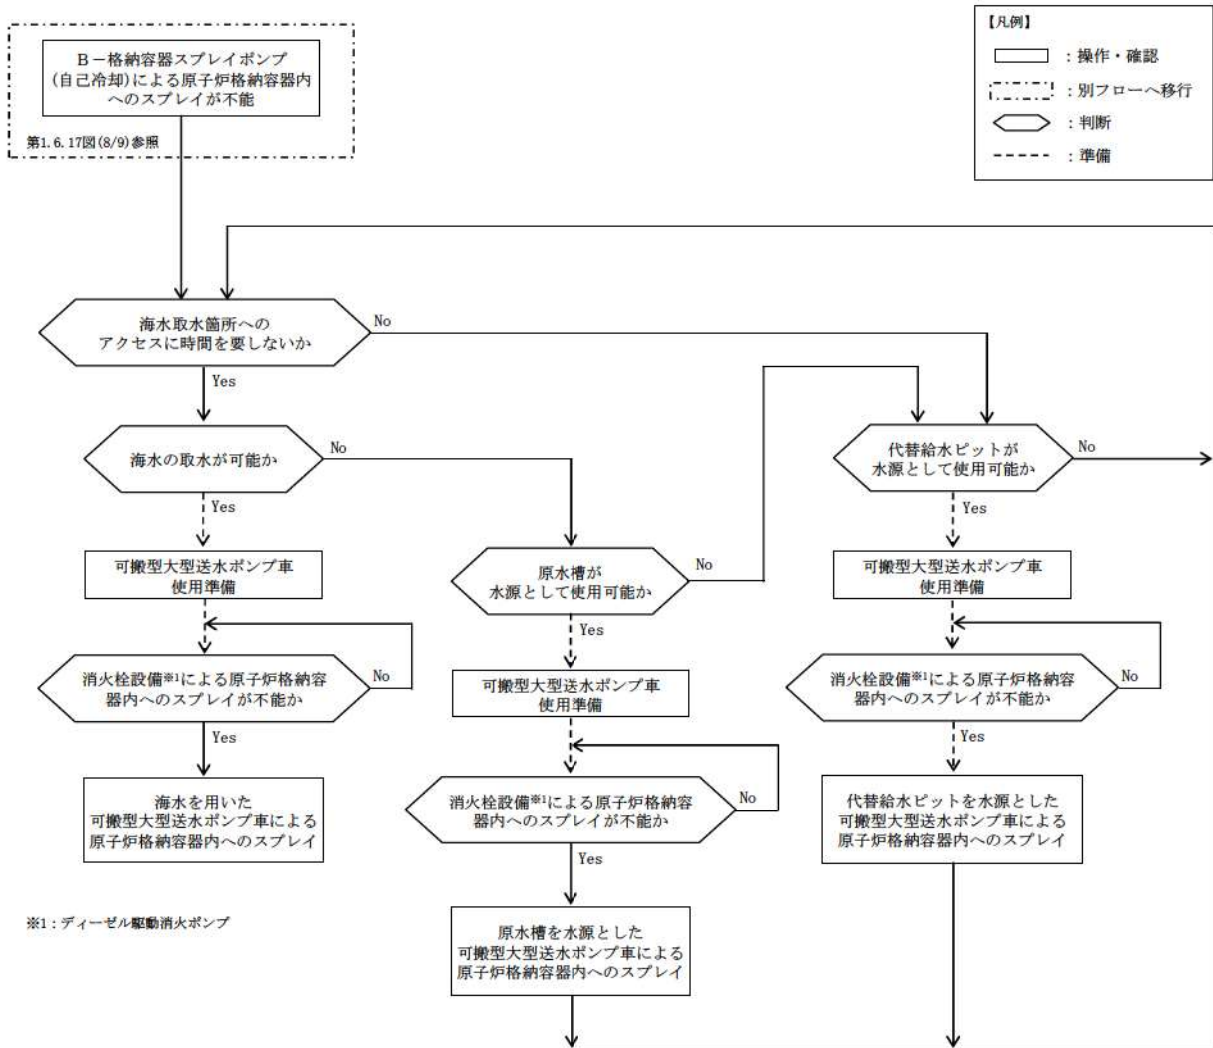 【凡例】
：操作・確認
：別フローへ移行
：判断
：準備
B－格納容器スプレイポンプ
(自己冷却)による原子炉格納容器内
へのスプレイが不能
第1.6.17図(8/9)参照
海水取水箇所への
アクセスに時間を要しないか
No
Yes
海水の取水が可能か
No
Yes
代替給水ピットが
水源として使用可能か
No
Yes
原水槽が
水源として使用可能か
No
Yes
可搬型大型送水ポンプ車
使用準備
可搬型大型送水ポンプ車
使用準備
可搬型大型送水ポンプ車
使用準備
消火栓設備※1による原子炉格納容
器内へのスプレイが不能か
No
Yes
消火栓設備※1による原子炉格納容
器内へのスプレイが不能か
No
Yes
消火栓設備※1による原子炉格納容
器内へのスプレイが不能か
No
Yes
海水を用いた
可搬型大型送水ポンプ車による
原子炉格納容器内へのスプレイ
代替給水ピットを水源とした
可搬型大型送水ポンプ車による
原子炉格納容器内へのスプレイ
原水槽を水源とした
可搬型大型送水ポンプ車による
原子炉格納容器内へのスプレイ
※1：ディーゼル駆動消火ポンプ